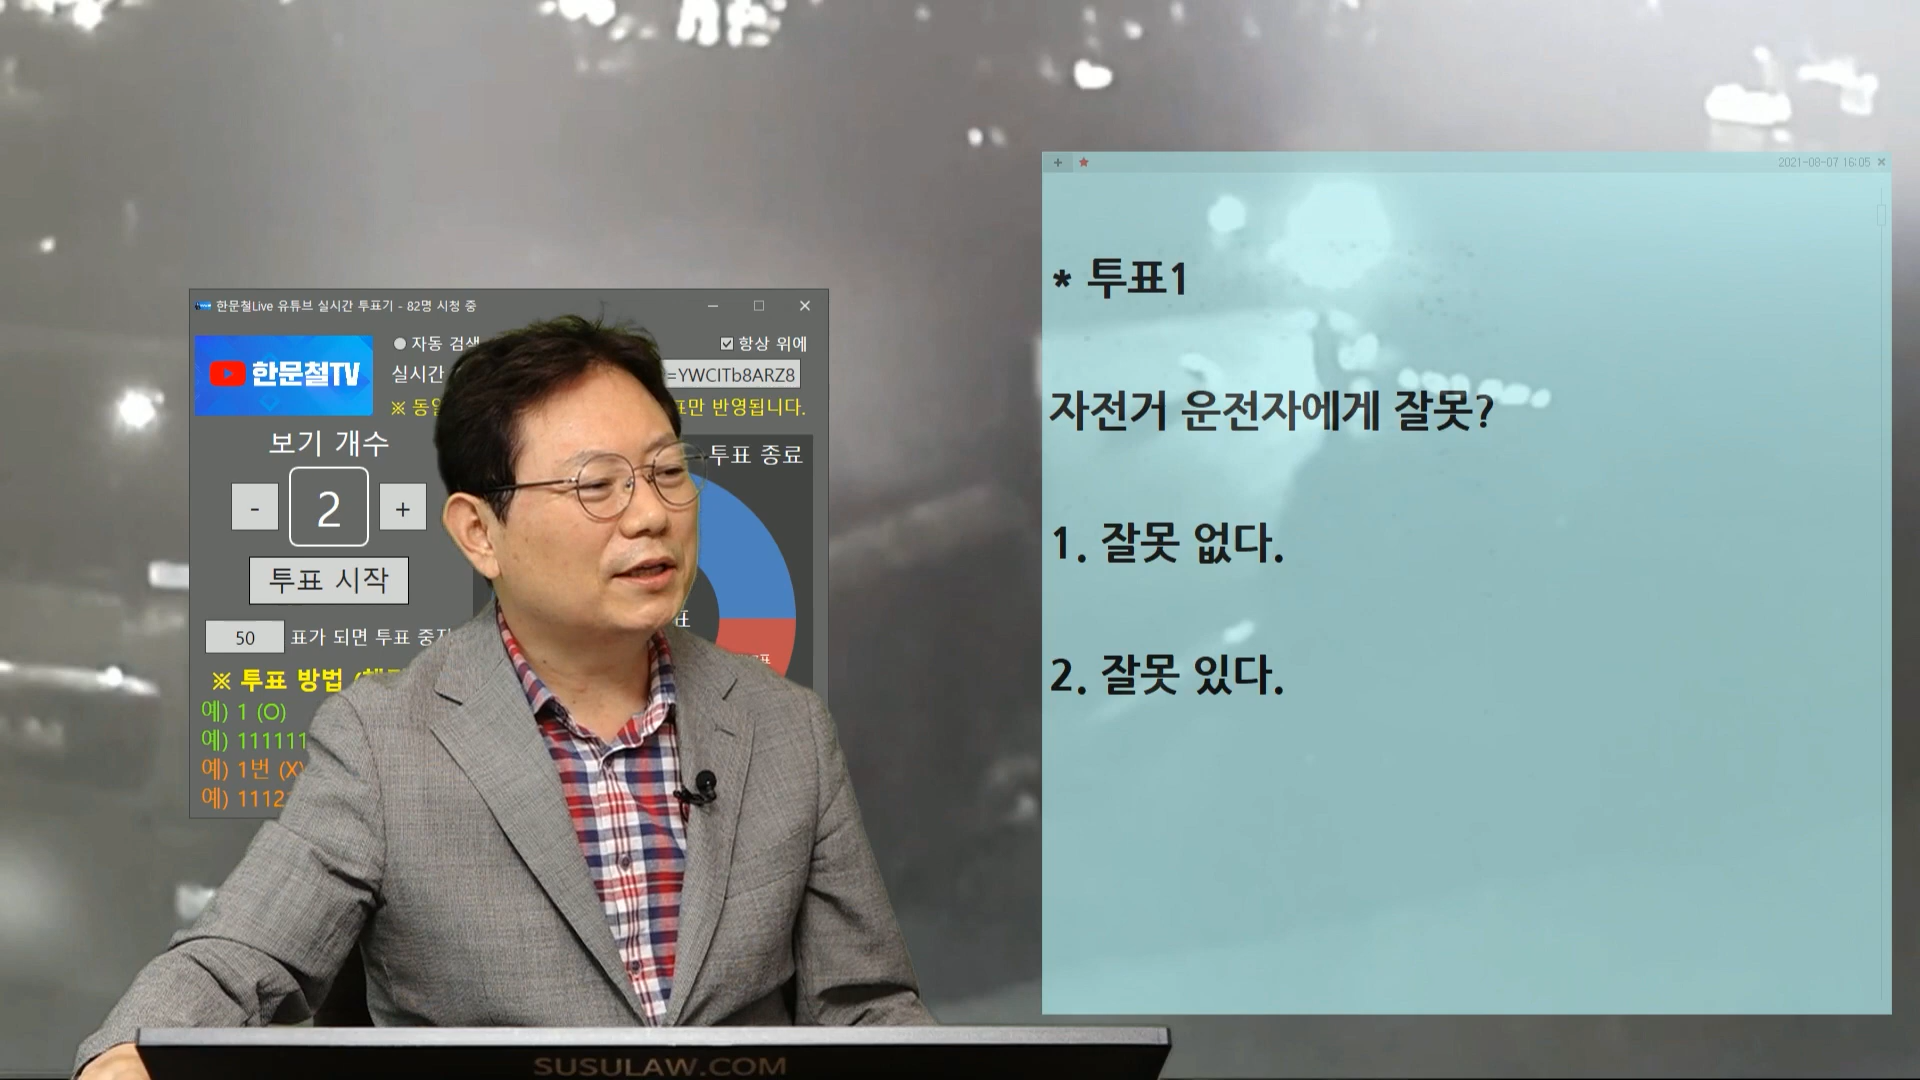 한문철Live 유튜브 실시간 투표기 - 82명 시청 중
한문철TV
자동 검색
항상 위에
실시간
=YWCITb8ARZ8
※ 동일
표만 반영됩니다.
보기 개수
- 2 +
투표 종료
투표 시작
50 표가 되면 투표 중지
표
표
※ 투표 방법
예) 1 (O)
예) 111111
예) 1번 (X)
예) 1112
2021-08-07 16:05
* 투표1
자전거 운전자에게 잘못?
1. 잘못 없다.
2. 잘못 있다.
SUSULAW.COM